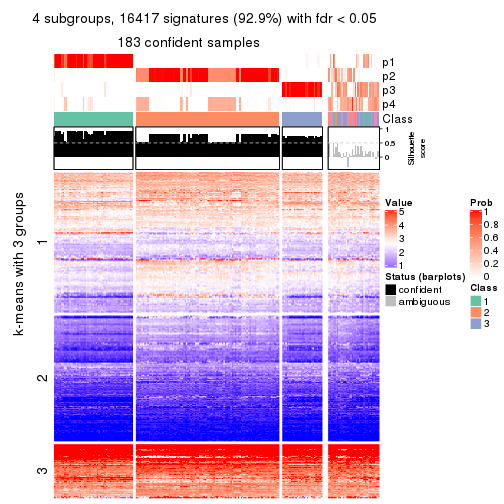 4 subgroups, 16417 signatures (92.9%) with fdr < 0.05
183 confident samples
p1
p2
p3
p4
Class
1
0.5
0
Silhouette
score
k-means with 3 groups
1
2
3
Value
5
4
3
2
1
Status (barplots)
confident
ambiguous
Prob
1
0.8
0.6
0.4
0.2
0
Class
1
2
3